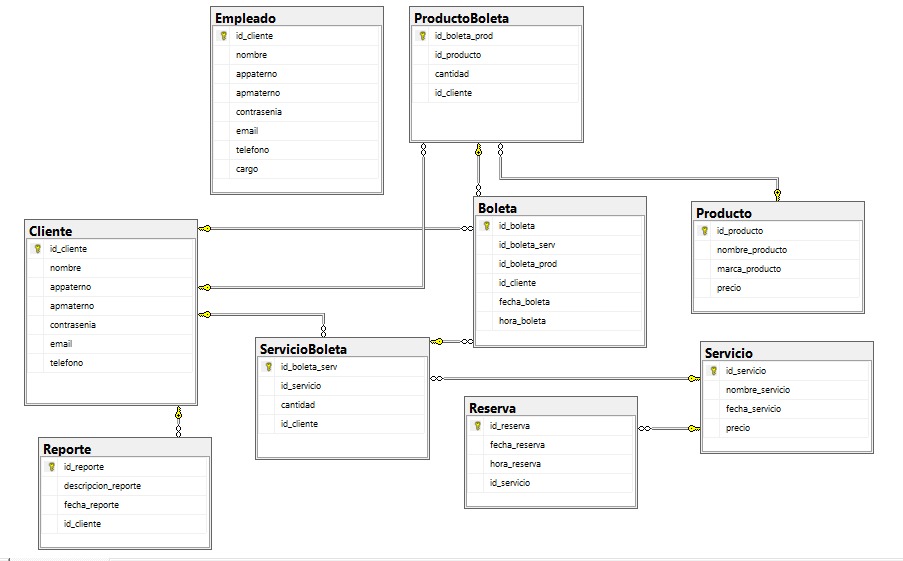 Empleado
id_cliente
nombre
appaterno
apmaterno
contrasenia
email
telefono
cargo
ProductoBoleta
id_boleta_prod
id_producto
cantidad
id_cliente
Cliente
id_cliente
nombre
appaterno
apmaterno
contrasenia
email
telefono
Boleta
id_boleta
id_boleta_serv
id_boleta_prod
id_cliente
fecha_boleta
hora_boleta
Producto
id_producto
nombre_producto
marca_producto
precio
ServicioBoleta
id_boleta_serv
id_servicio
cantidad
id_cliente
Servicio
id_servicio
nombre_servicio
fecha_servicio
precio
Reserva
id_reserva
fecha_reserva
hora_reserva
id_servicio
Reporte
id_reporte
descripcion_reporte
fecha_reporte
id_cliente